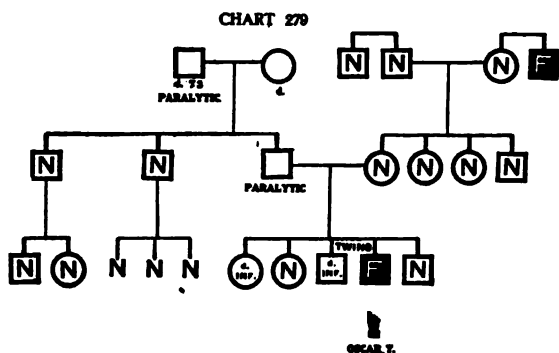 CHART 279
N N N F
d. 73 d.
PARALYTIC
N N N N N N
PARALYTIC
TWINS
N N N N N d. INF. N d. INF. F N
OSCAR T.